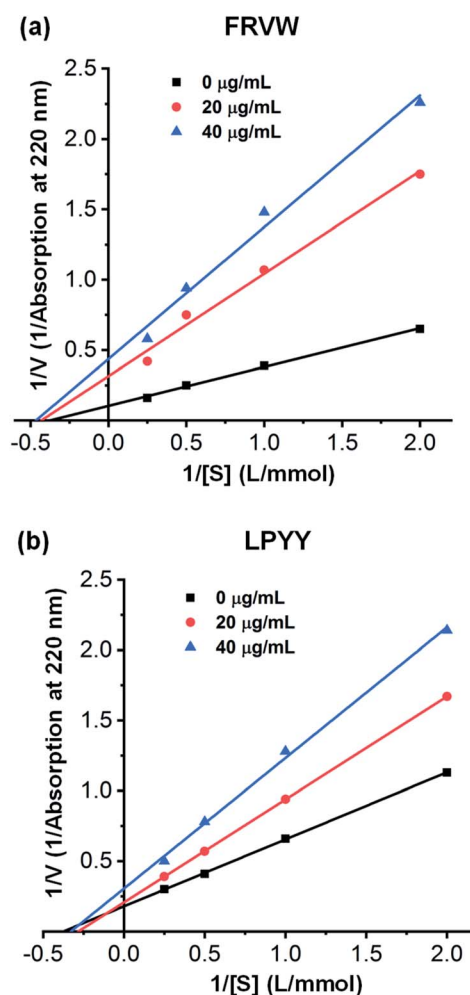 (a) FRVW
0 μg/mL
20 μg/mL
40 μg/mL
1/V (1/Absorption at 220 nm)
2.5
2.0
1.5
1.0
0.5
-0.5 0.0 0.5 1.0 1.5 2.0
1/[S] (L/mmol)
(b) LPYY
0 μg/mL
20 μg/mL
40 μg/mL
1/V (1/Absorption at 220 nm)
2.5
2.0
1.5
1.0
0.5
-0.5 0.0 0.5 1.0 1.5 2.0
1/[S] (L/mmol)